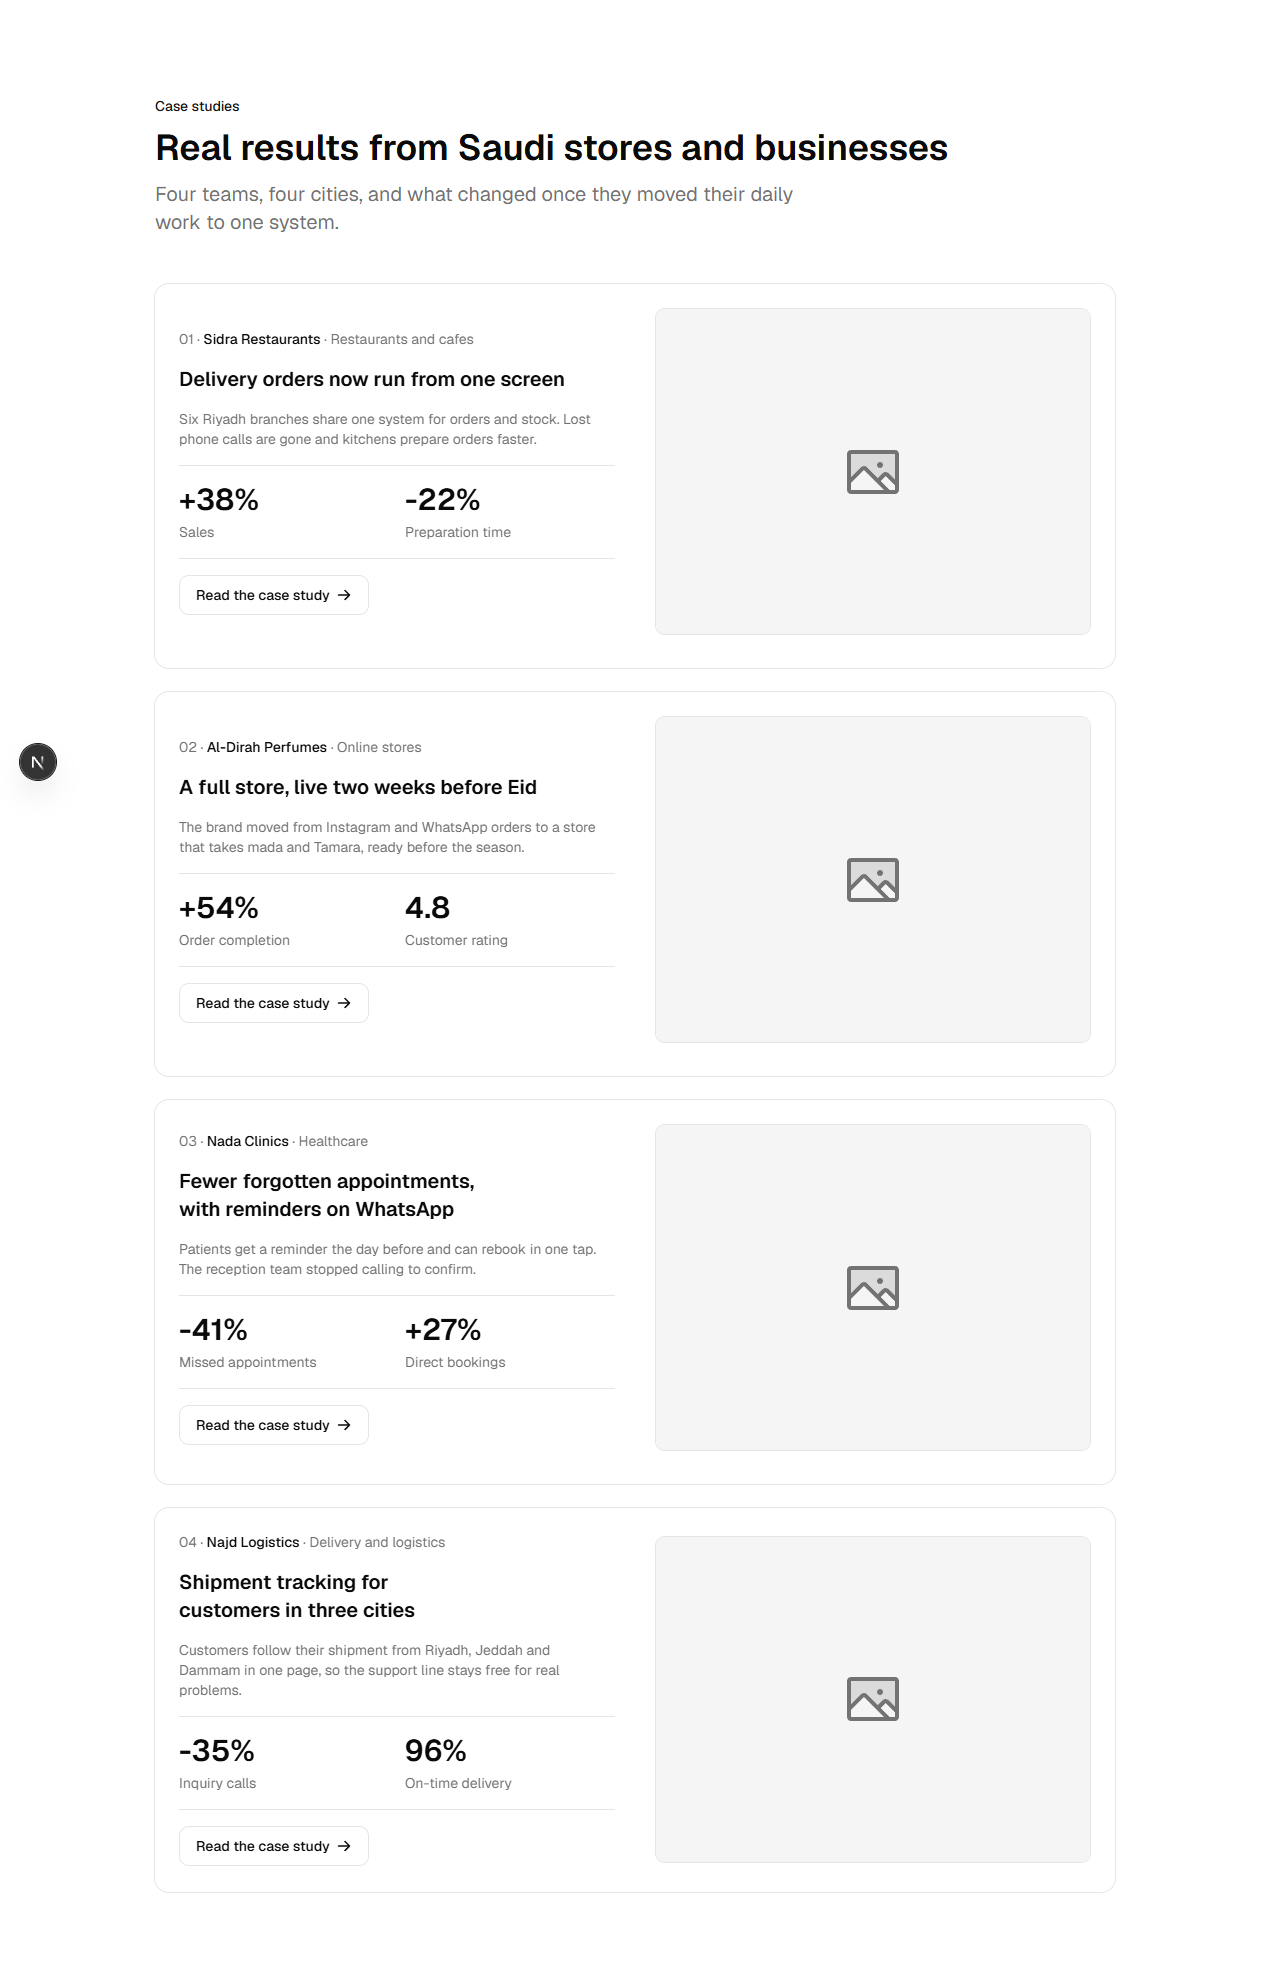 Case studies
Real results from Saudi stores and businesses
Four teams, four cities, and what changed once they moved their daily
work to one system.
01 · Sidra Restaurants · Restaurants and cafes
Delivery orders now run from one screen
Six Riyadh branches share one system for orders and stock. Lost
phone calls are gone and kitchens prepare orders faster.
+38% -22%
Sales Preparation time
Read the case study →
02 · Al-Dirah Perfumes · Online stores
A full store, live two weeks before Eid
The brand moved from Instagram and WhatsApp orders to a store
that takes mada and Tamara, ready before the season.
+54% 4.8
Order completion Customer rating
Read the case study →
N
03 · Nada Clinics · Healthcare
Fewer forgotten appointments,
with reminders on WhatsApp
Patients get a reminder the day before and can rebook in one tap.
The reception team stopped calling to confirm.
-41% +27%
Missed appointments Direct bookings
Read the case study →
04 · Najd Logistics · Delivery and logistics
Shipment tracking for
customers in three cities
Customers follow their shipment from Riyadh, Jeddah and
Dammam in one page, so the support line stays free for real
problems.
-35% 96%
Inquiry calls On-time delivery
Read the case study →